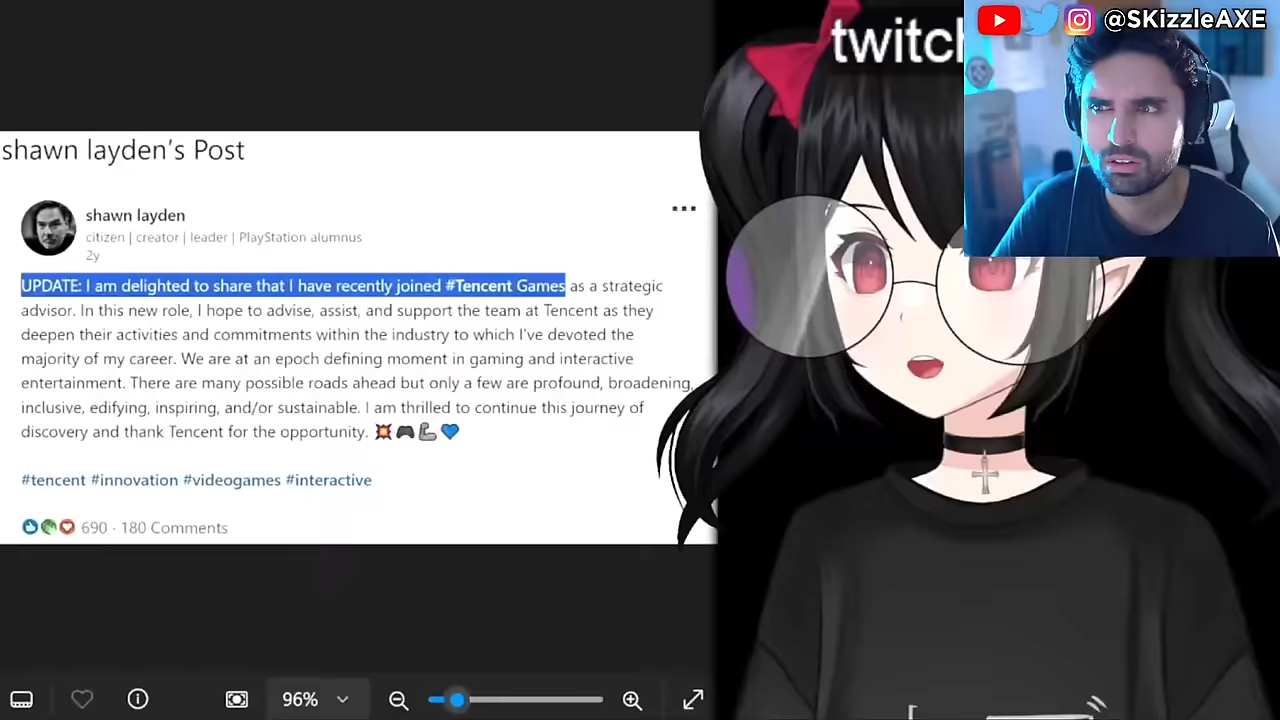 twitch
@SKizzleAXE
shawn layden's Post
shawn layden
citizen | creator | leader | PlayStation alumnus
2y
UPDATE: I am delighted to share that I have recently joined #Tencent Games as a strategic
advisor. In this new role, I hope to advise, assist, and support the team at Tencent as they
deepen their activities and commitments within the industry to which I've devoted the
majority of my career. We are at an epoch defining moment in gaming and interactive
entertainment. There are many possible roads ahead but only a few are profound, broadening,
inclusive, edifying, inspiring, and/or sustainable. I am thrilled to continue this journey of
discovery and thank Tencent for the opportunity. 💥🎮💪💙
#tencent #innovation #videogames #interactive
690 · 180 Comments
96%